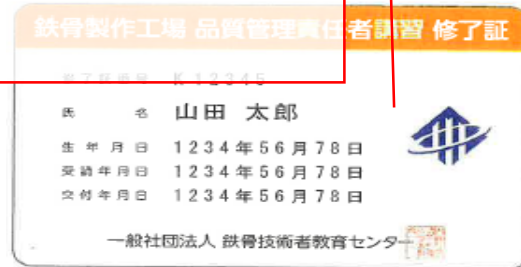 鉄骨製作工場 品質管理責任者講習 修了証
修了証番号 K12345
氏名 山田 太郎
生年月日 1234年56月78日
受講年月日 1234年56月78日
交付年月日 1234年56月78日
一般社団法人 鉄骨技術者教育センター